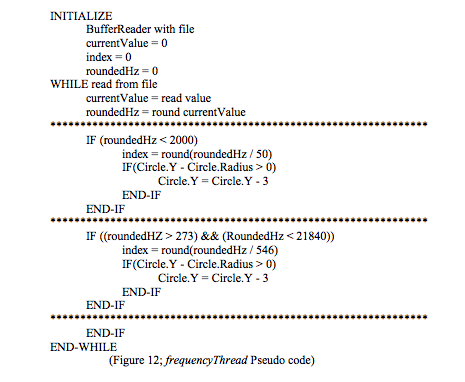 INITIALIZE
BufferReader with file
currentValue = 0
index = 0
roundedHz = 0
WHILE read from file
currentValue = read value
roundedHz = round currentValue
****************************************************************
IF (roundedHz < 2000)
index = round(roundedHz / 50)
IF(Circle.Y - Circle.Radius > 0)
Circle.Y = Circle.Y - 3
END-IF
END-IF
****************************************************************
IF ((roundedHZ > 273) && (RoundedHz < 21840))
index = round(roundedHz / 546)
IF(Circle.Y - Circle.Radius > 0)
Circle.Y = Circle.Y - 3
END-IF
END-IF
****************************************************************
END-IF
END-WHILE
(Figure 12; frequencyThread Pseudo code)